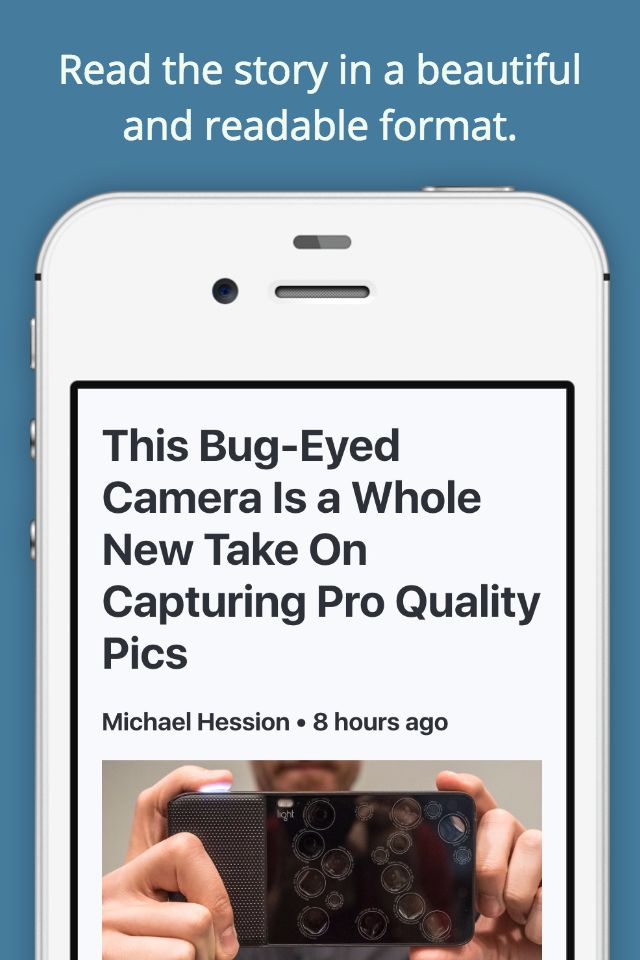 Read the story in a beautiful
and readable format.
This Bug-Eyed
Camera Is a Whole
New Take On
Capturing Pro Quality
Pics
Michael Hession • 8 hours ago
light